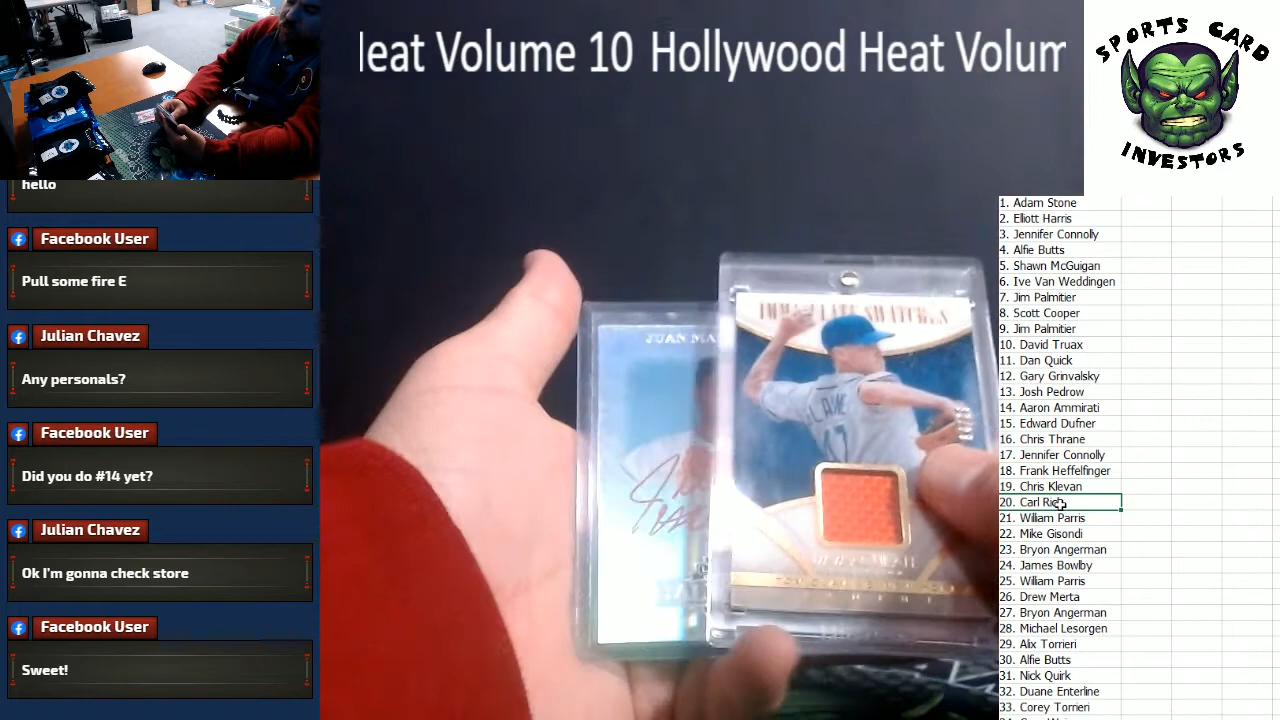 leat Volume 10 Hollywood Heat Volum
SPORTS CARD
INVESTORS
hello
Facebook User
Pull some fire E
Julian Chavez
Any personals?
Facebook User
Did you do #14 yet?
Julian Chavez
Ok I'm gonna check store
Facebook User
Sweet!
JUAN MA
IMMACULATE SWATCHES
17
1. Adam Stone
2. Elliott Harris
3. Jennifer Connolly
4. Alfie Butts
5. Shawn McGuigan
6. Ive Van Weddingen
7. Jim Palmitier
8. Scott Cooper
9. Jim Palmitier
10. David Truax
11. Dan Quick
12. Gary Grinvalsky
13. Josh Pedrow
14. Aaron Ammirati
15. Edward Dufner
16. Chris Thrane
17. Jennifer Connolly
18. Frank Heffelfinger
19. Chris Klevan
20. Carl Rich
21. William Parris
22. Mike Gisondi
23. Bryon Angerman
24. James Bowlby
25. William Parris
26. Drew Merta
27. Bryon Angerman
28. Michael Lesorgen
29. Alix Torrieri
30. Alfie Butts
31. Nick Quirk
32. Duane Enterline
33. Corey Torrieri